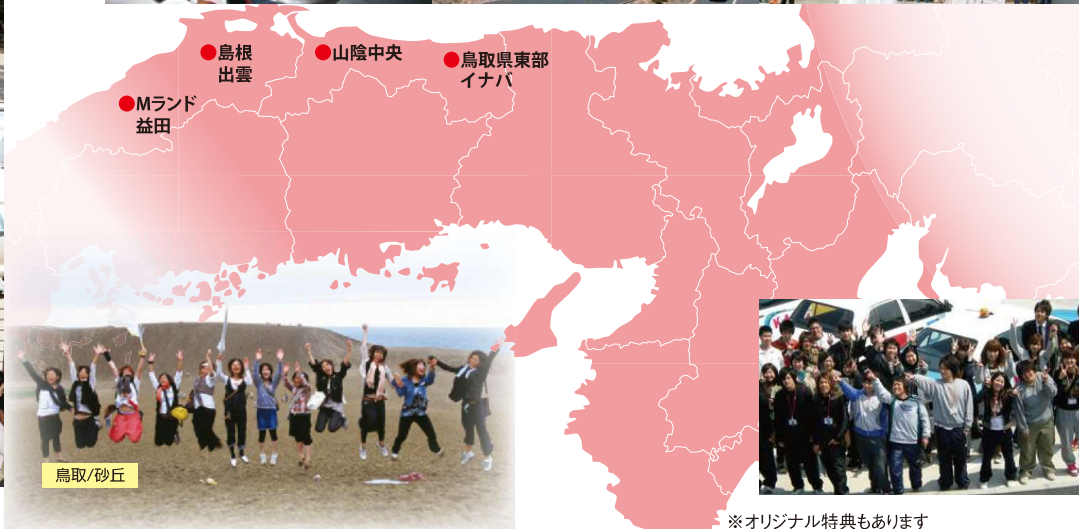 島根
出雲
山陰中央
鳥取県東部
イナバ
Mランド
益田
鳥取/砂丘
※オリジナル特典もあります